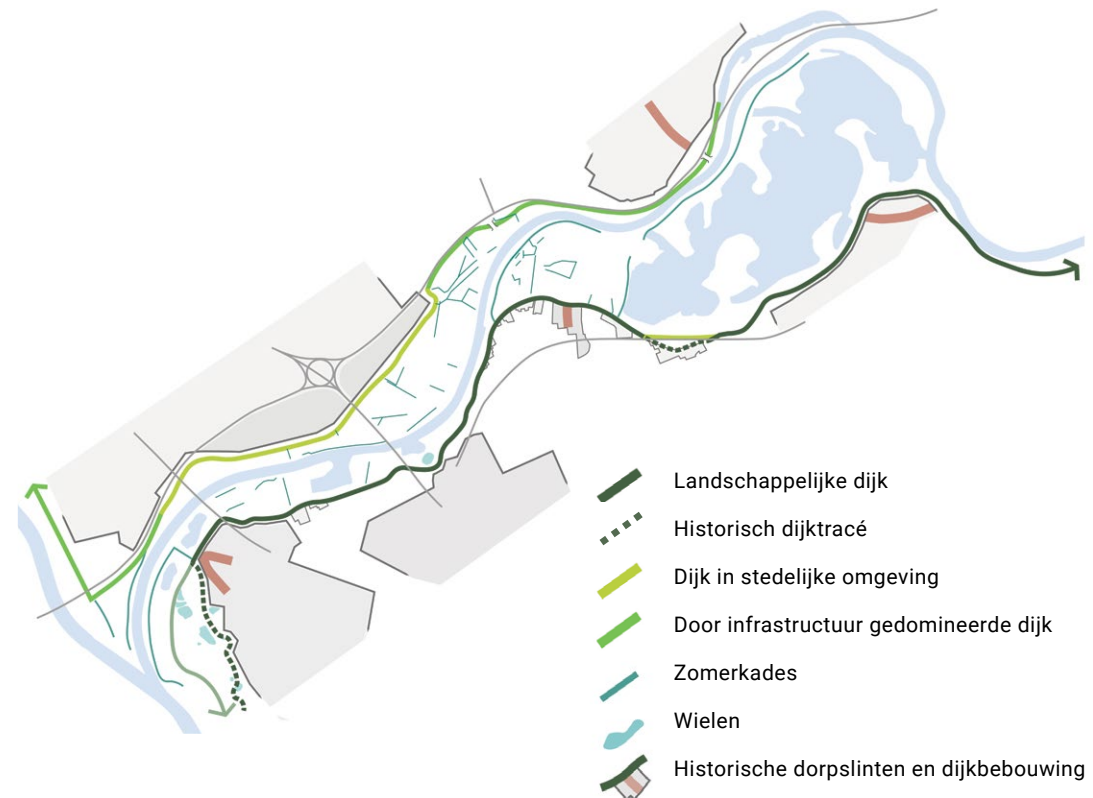 Landschappelijke dijk
Historisch dijktracé
Dijk in stedelijke omgeving
Door infrastructuur gedomineerde dijk
Zomerkades
Wielen
Historische dorpslinten en dijkbebouwing